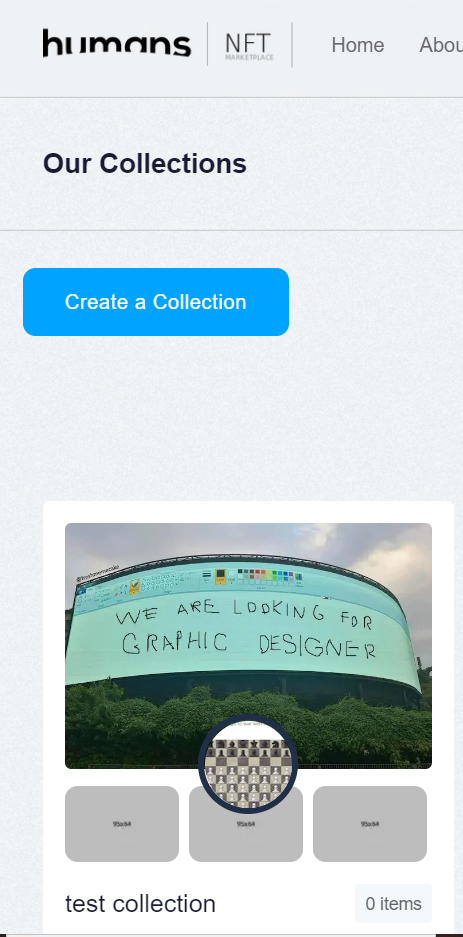 humans
NFT
MARKETPLACE
Home
Abou
Our Collections
Create a Collection
WE ARE LOOKING FOR
GRAPHIC DESIGNER
95x64
95x64
95x64
test collection
0 items